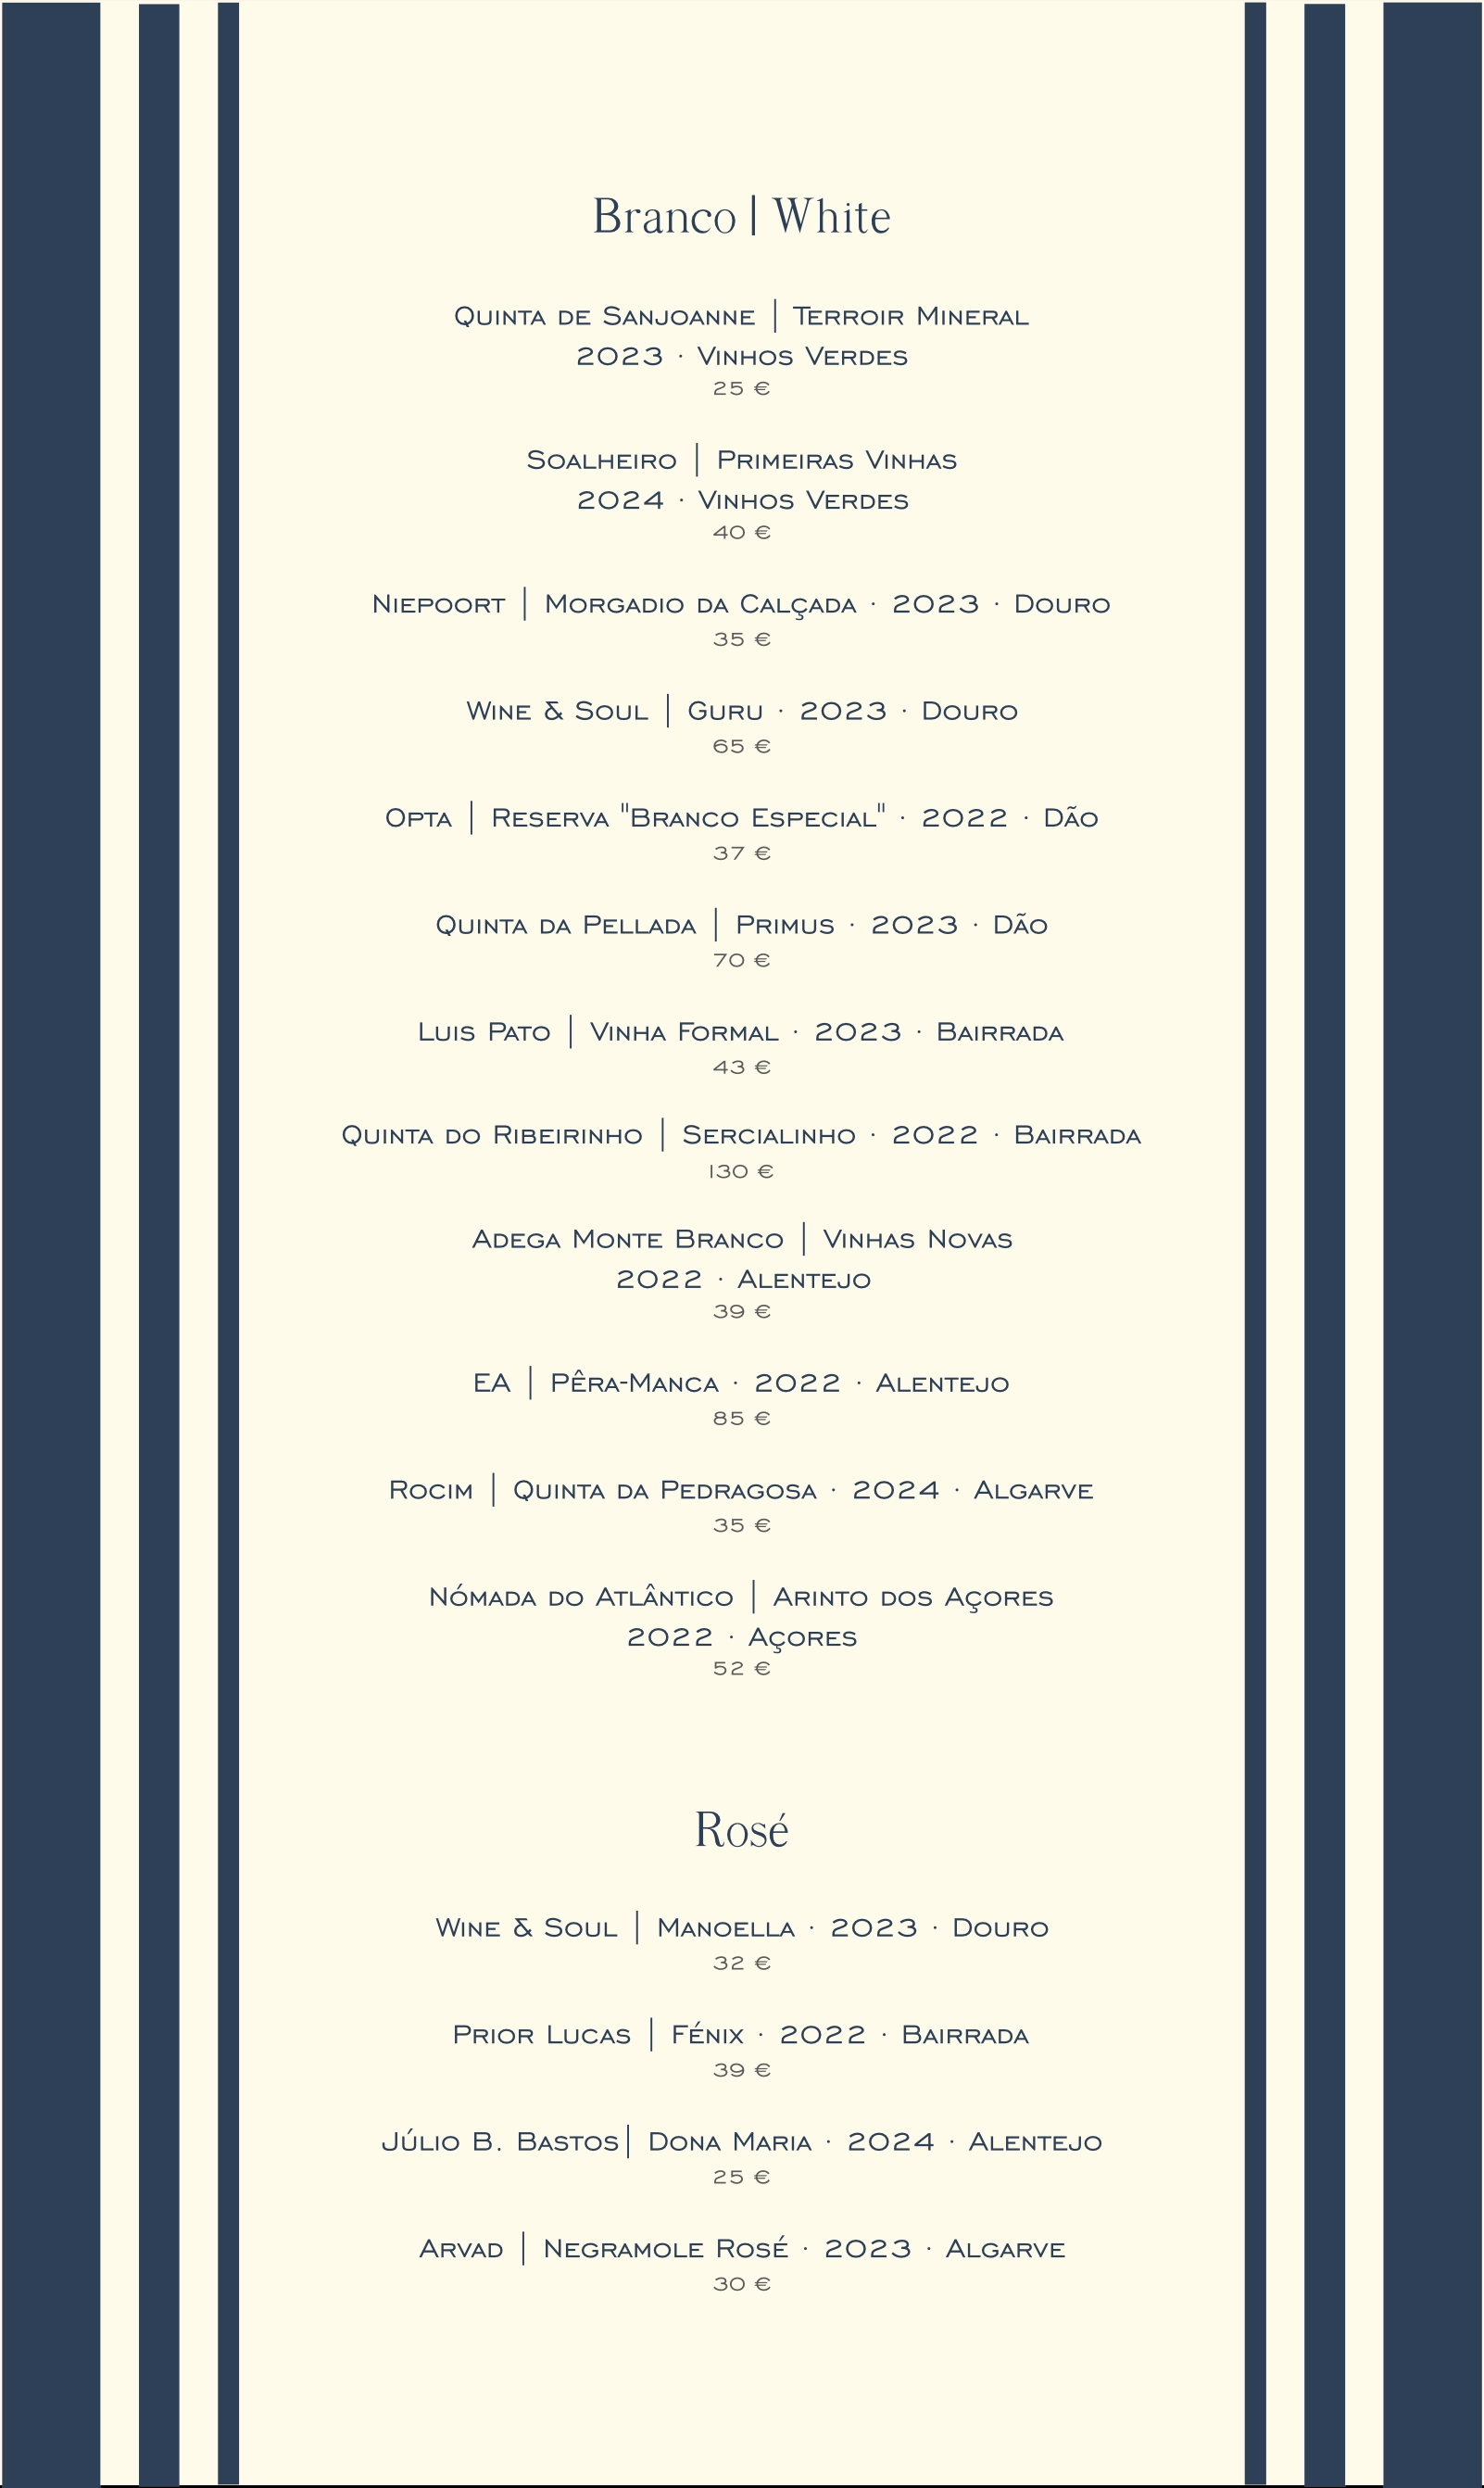 Branco | White
Quinta de Sanjoanne | Terroir Mineral
2023 · Vinhos Verdes
25 €
Soalheiro | Primeiras Vinhas
2024 · Vinhos Verdes
40 €
Niepoort | Morgadio da Calçada · 2023 · Douro
35 €
Wine & Soul | Guru · 2023 · Douro
65 €
Opta | Reserva "Branco Especial" · 2022 · Dão
37 €
Quinta da Pellada | Primus · 2023 · Dão
70 €
Luis Pato | Vinha Formal · 2023 · Bairrada
43 €
Quinta do Ribeirinho | Sercialinho · 2022 · Bairrada
130 €
Adega Monte Branco | Vinhas Novas
2022 · Alentejo
39 €
EA | Pêra-Manca · 2022 · Alentejo
85 €
Rocim | Quinta da Pedragosa · 2024 · Algarve
35 €
Nómada do Atlântico | Arinto dos Açores
2022 · Açores
52 €
Rosé
Wine & Soul | Manoella · 2023 · Douro
32 €
Prior Lucas | Fénix · 2022 · Bairrada
39 €
Júlio B. Bastos| Dona Maria · 2024 · Alentejo
25 €
Arvad | Negramole Rosé · 2023 · Algarve
30 €